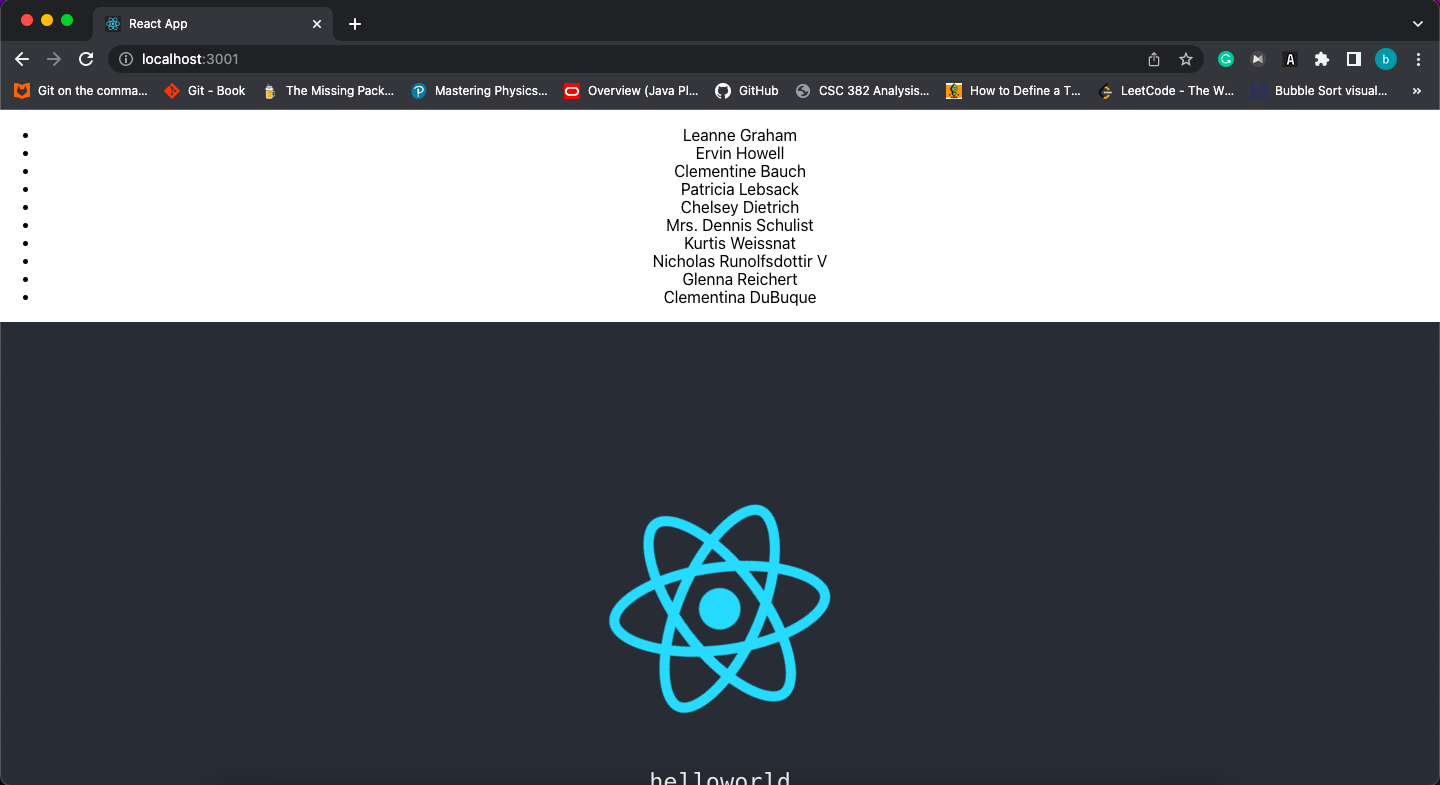 React App
localhost:3001
A
b
Git on the comma...
Git - Book
The Missing Pack...
Mastering Physics...
Overview (Java Pl...
GitHub
CSC 382 Analysis...
How to Define a T...
LeetCode - The W...
Bubble Sort visual...
»
Leanne Graham
Ervin Howell
Clementine Bauch
Patricia Lebsack
Chelsey Dietrich
Mrs. Dennis Schulist
Kurtis Weissnat
Nicholas Runolfsdottir V
Glenna Reichert
Clementina DuBuque
helloworld